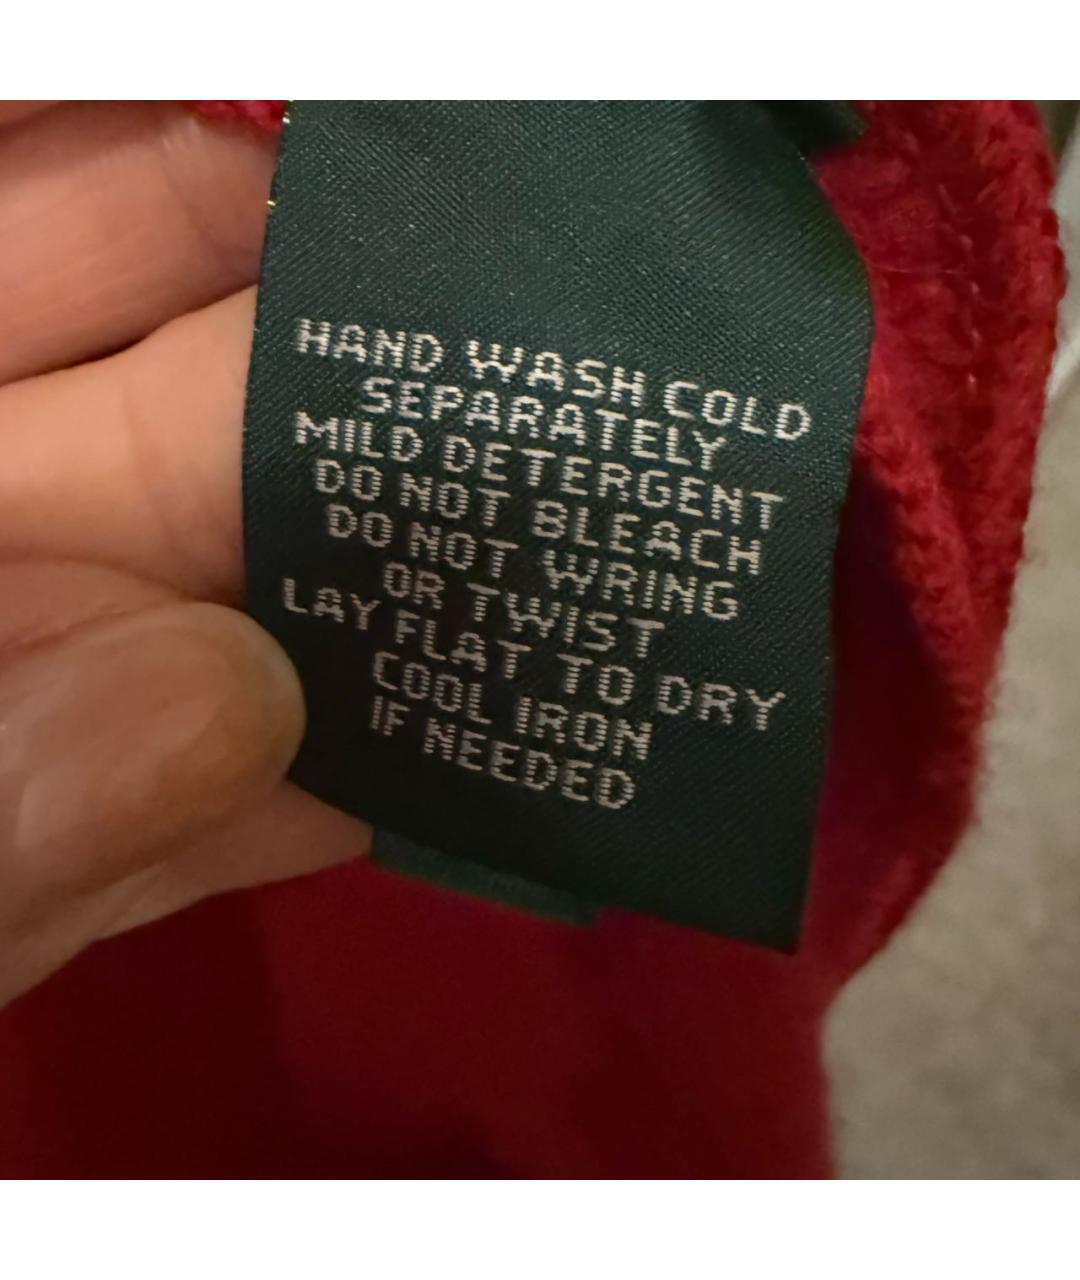 HAND WASH COLD
SEPARATELY
MILD DETERGENT
DO NOT BLEACH
DO NOT WRING
OR TWIST
LAY FLAT TO DRY
COOL IRON
IF NEEDED